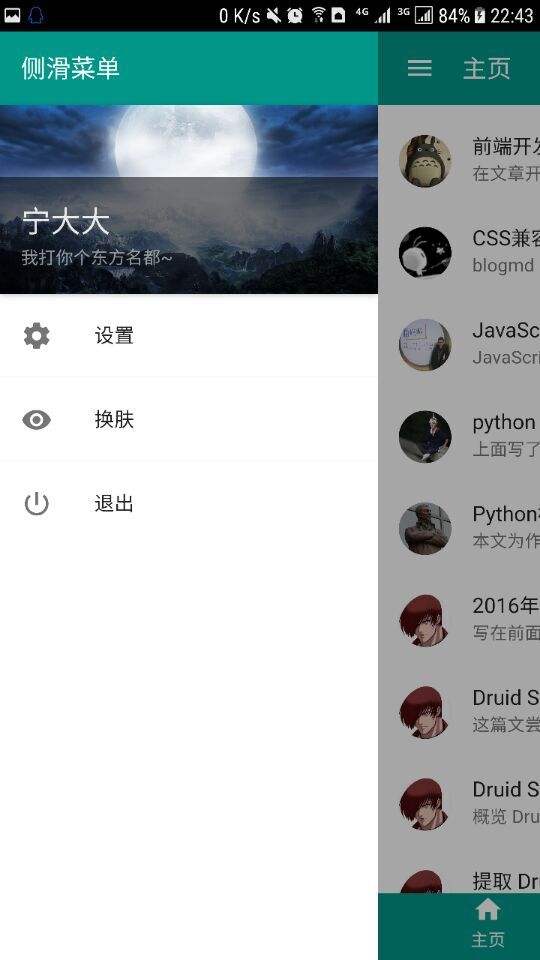 0 K/s 4G 3G 84% 22:43
侧滑菜单
宁大大
我打你个东方名都~
设置
换肤
退出
主页
前端开发
在文章开
CSS兼容
blogmd
JavaSc
JavaScri
python
上面写了
Python
本文为作
2016年
写在前面
Druid S
这篇文尝
Druid S
概览 Dru
提取 Dru
主页